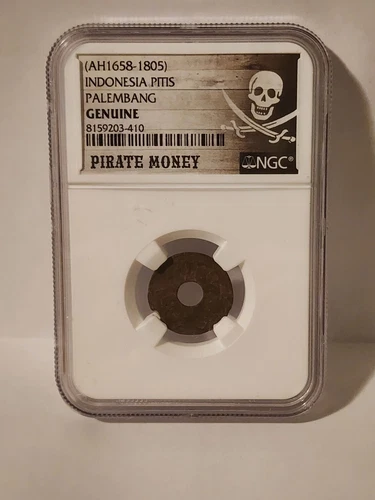 (AH1658-1805)
INDONESIA PITIS
PALEMBANG
GENUINE
8159203-410
PIRATE MONEY
NGC®